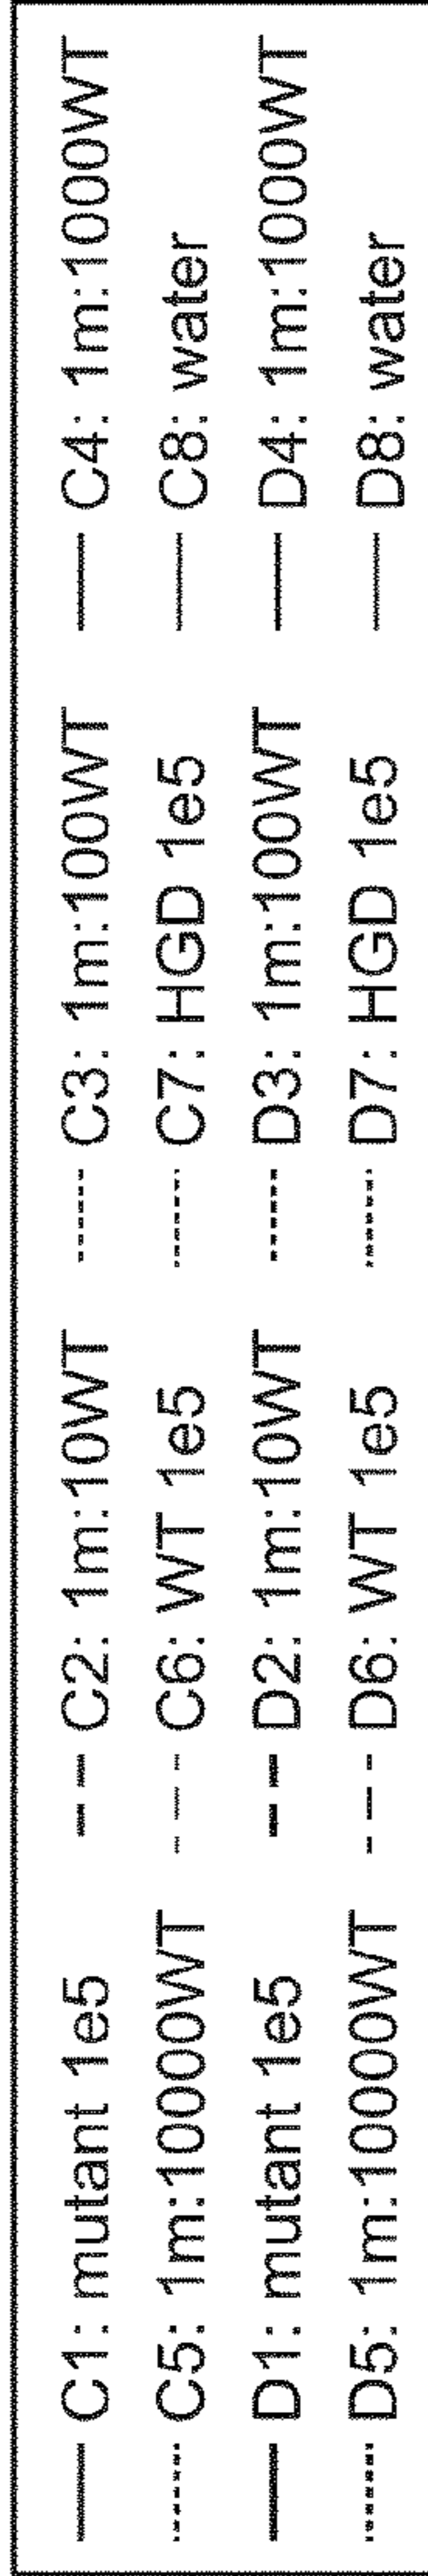 C1: mutant 1e5 C2: 1m:10WT C3: 1m:100WT C4: 1m:1000WT
C5: 1m:10000WT C6: WT 1e5 C7: HGD 1e5 C8: water
D1: mutant 1e5 D2: 1m:10WT D3: 1m:100WT D4: 1m:1000WT
D5: 1m:10000WT D6: WT 1e5 D7: HGD 1e5 D8: water